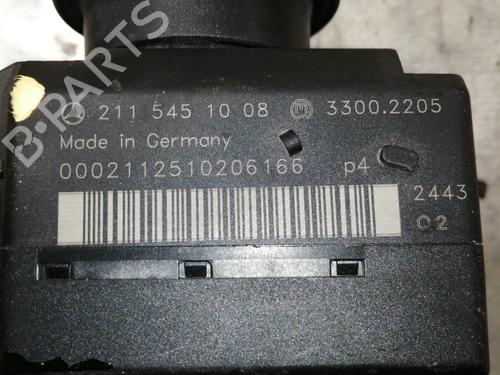 211 545 10 08 3300.2205
Made in Germany
0002112510206166 p4
2443
C2
B-PARTS